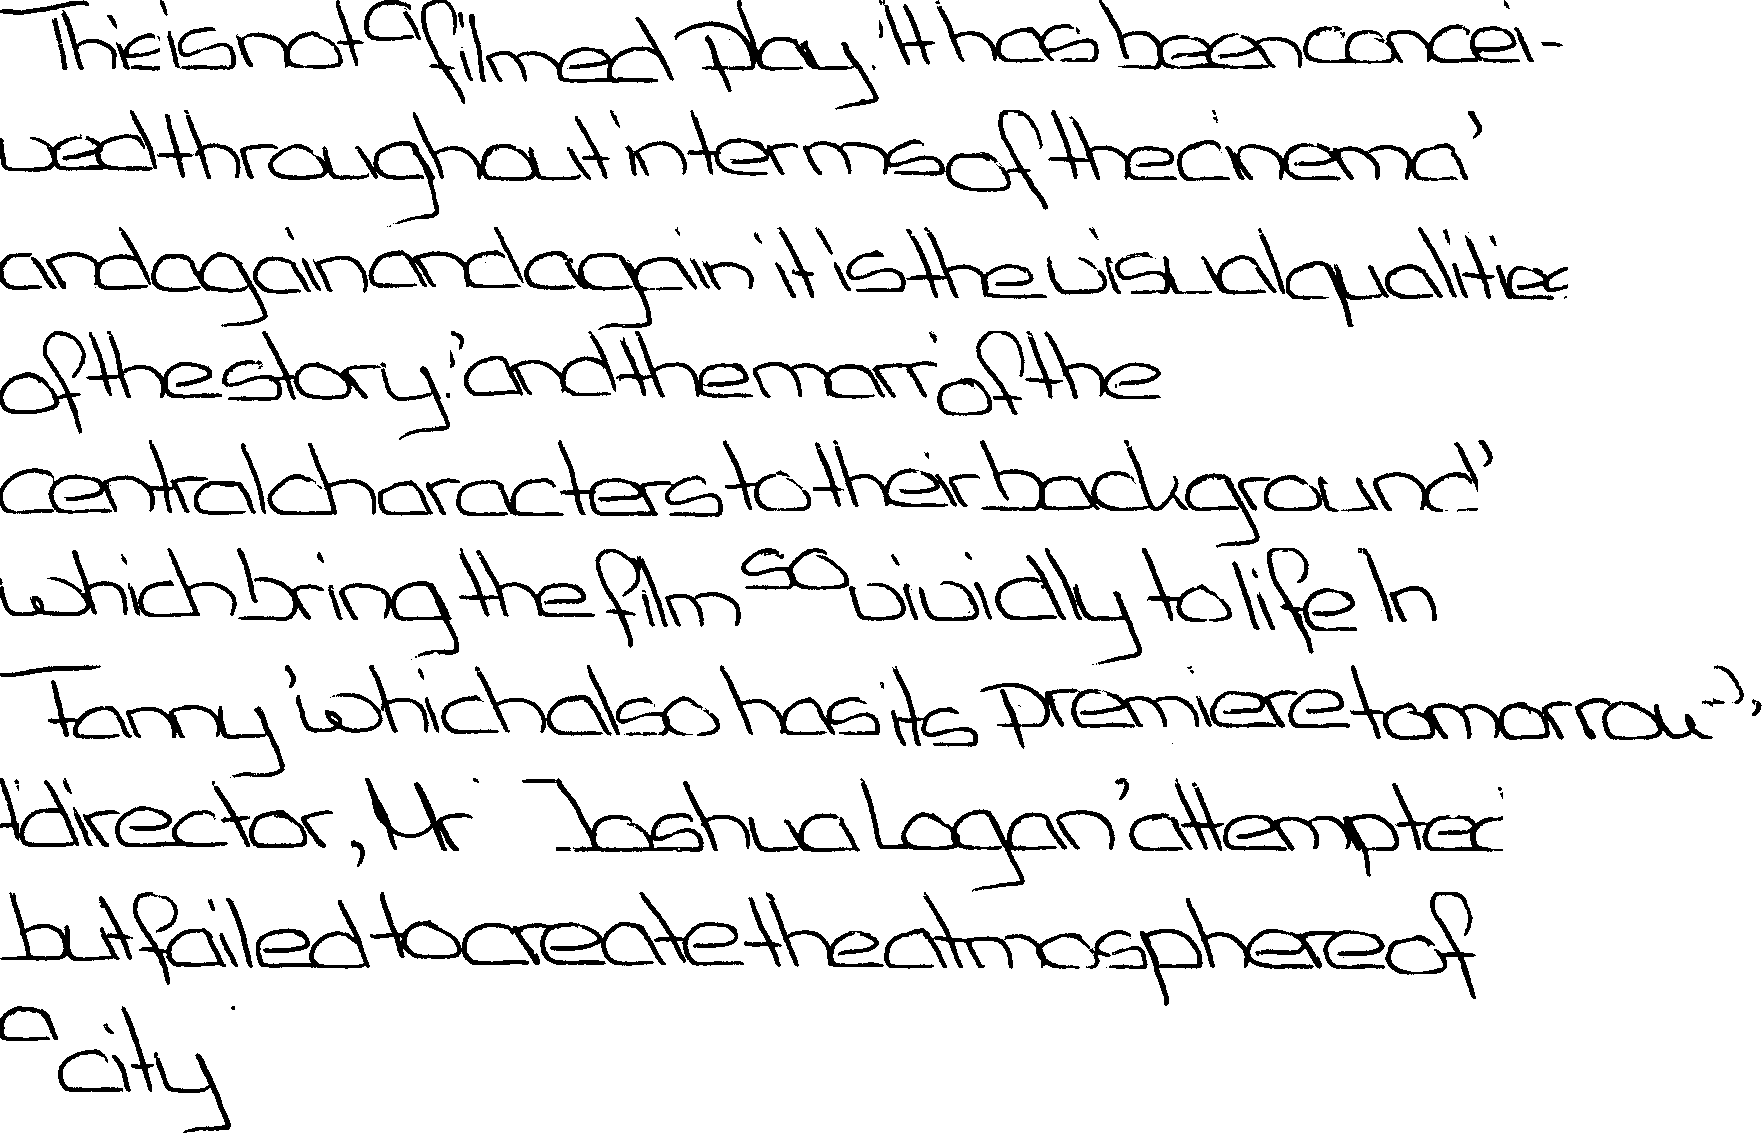 This is not a filmed play. It has been concei-
ved throughout in terms of the cinema,
and again and again it is the visual qualities
of the story, and the marr of the
central characters to their background,
which bring the film so vividly to life In
Fanny, which also has its premiere tomorrow,
director, Mr Joshua Logan, attempted
but failed to create the atmosphere of
a city